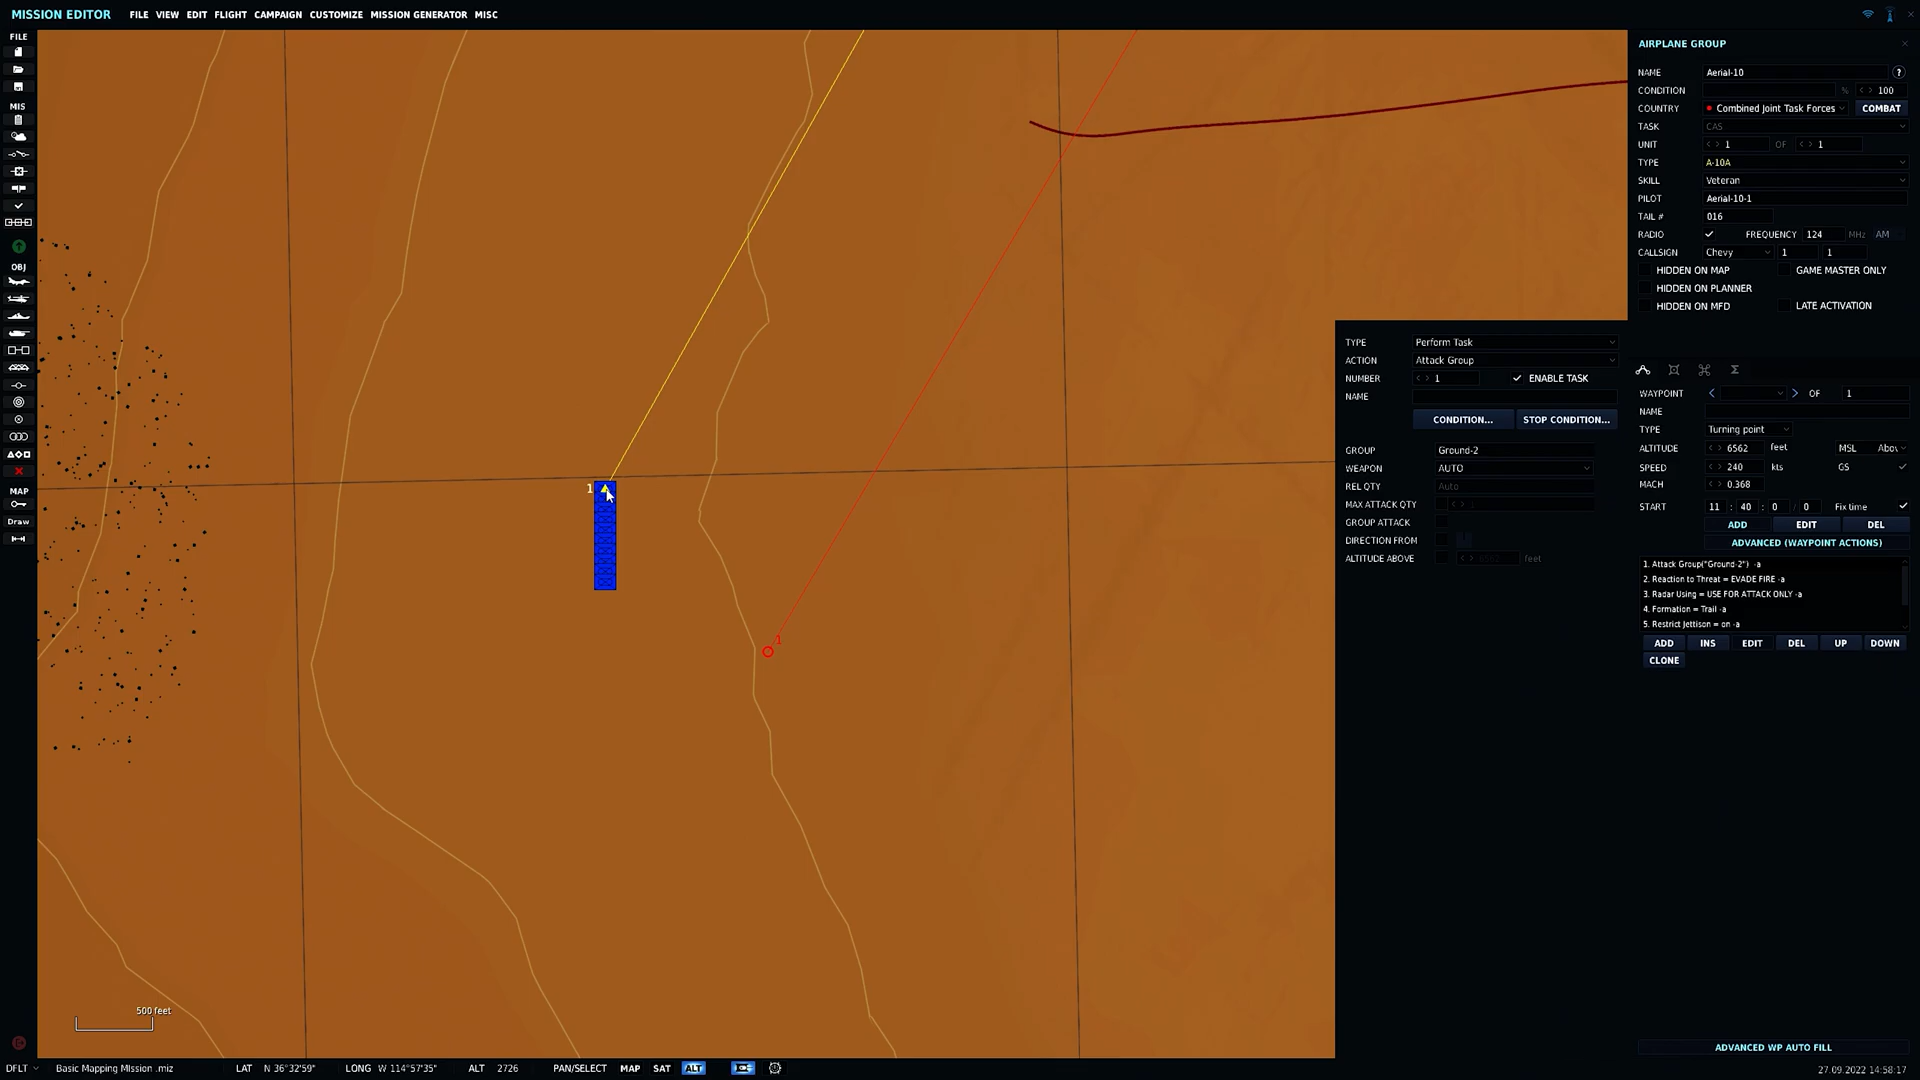 MISSION EDITOR FILE VIEW EDIT FLIGHT CAMPAIGN CUSTOMIZE MISSION GENERATOR MISC
FILE
MIS
OBJ
MAP
Draw
1
1
500 feet
AIRPLANE GROUP
NAME Aerial-10 ?
CONDITION % < > 100
COUNTRY Combined Joint Task Forces COMBAT
TASK CAS
UNIT < > 1 OF < > 1
TYPE A-10A
SKILL Veteran
PILOT Aerial-10-1
TAIL # 016
RADIO FREQUENCY 124 MHz AM
CALLSIGN Chevy 1 1
HIDDEN ON MAP GAME MASTER ONLY
HIDDEN ON PLANNER
HIDDEN ON MFD LATE ACTIVATION
TYPE Perform Task
ACTION Attack Group
NUMBER < > 1 ENABLE TASK
NAME
CONDITION... STOP CONDITION...
GROUP Ground-2
WEAPON AUTO
REL QTY Auto
MAX ATTACK QTY < > 1
GROUP ATTACK
DIRECTION FROM
ALTITUDE ABOVE < > 6562 feet
WAYPOINT < > OF 1
NAME
TYPE Turning point
ALTITUDE < > 6562 feet MSL Abov
SPEED < > 240 kts GS
MACH 0.368
START 11 : 40 : 0 / 0 Fix time
ADD EDIT DEL
ADVANCED (WAYPOINT ACTIONS)
1. Attack Group("Ground-2") -a
2. Reaction to Threat = EVADE FIRE -a
3. Radar Using = USE FOR ATTACK ONLY -a
4. Formation = Trail -a
5. Restrict Jettison = on -a
ADD INS EDIT DEL UP DOWN
CLONE
ADVANCED WP AUTO FILL
DFLT Basic Mapping MIssion .miz LAT N 36°32'59" LONG W 114°57'35" ALT 2726 PAN/SELECT MAP SAT ALT 27.09.2022 14:58:17